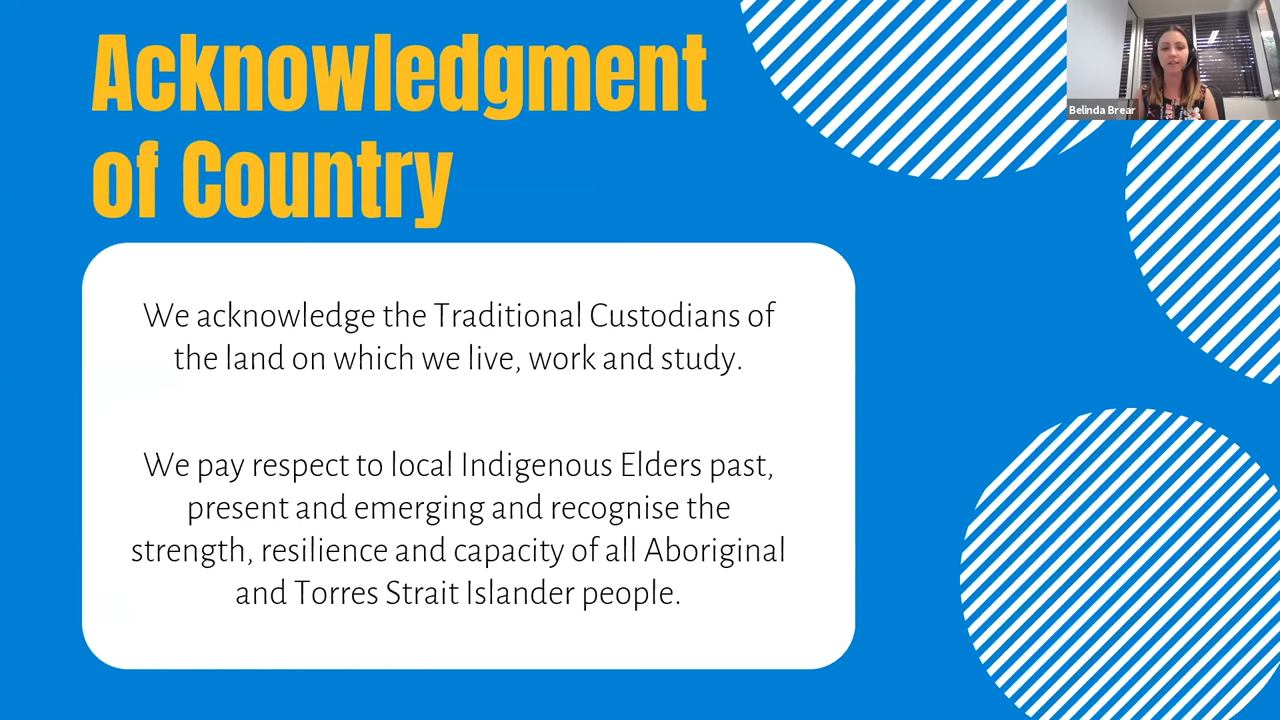 Acknowledgment
of Country
Belinda Brear
We acknowledge the Traditional Custodians of
the land on which we live, work and study.
We pay respect to local Indigenous Elders past,
present and emerging and recognise the
strength, resilience and capacity of all Aboriginal
and Torres Strait Islander people.